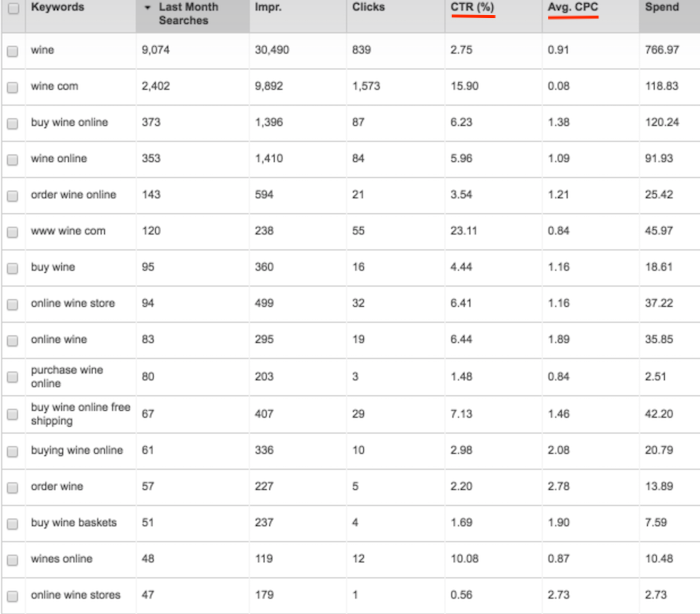 Keywords Last Month Searches Impr. Clicks CTR (%) Avg. CPC Spend
wine 9,074 30,490 839 2.75 0.91 766.97
wine com 2,402 9,892 1,573 15.90 0.08 118.83
buy wine online 373 1,396 87 6.23 1.38 120.24
wine online 353 1,410 84 5.96 1.09 91.93
order wine online 143 594 21 3.54 1.21 25.42
www wine com 120 238 55 23.11 0.84 45.97
buy wine 95 360 16 4.44 1.16 18.61
online wine store 94 499 32 6.41 1.16 37.22
online wine 83 295 19 6.44 1.89 35.85
purchase wine online 80 203 3 1.48 0.84 2.51
buy wine online free shipping 67 407 29 7.13 1.46 42.20
buying wine online 61 336 10 2.98 2.08 20.79
order wine 57 227 5 2.20 2.78 13.89
buy wine baskets 51 237 4 1.69 1.90 7.59
wines online 48 119 12 10.08 0.87 10.48
online wine stores 47 179 1 0.56 2.73 2.73